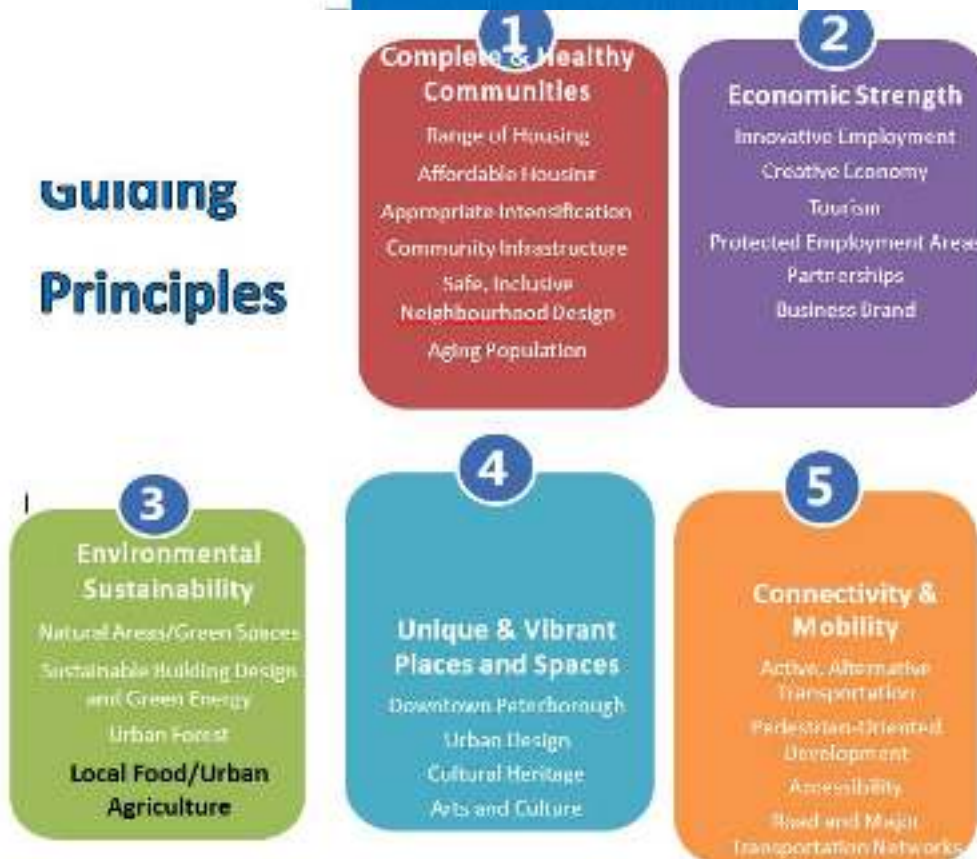 Guiding
Principles
1
Complete & Healthy
Communities
Range of Housing
Affordable Housing
Appropriate Intensification
Community Infrastructure
Safe, Inclusive
Neighbourhood Design
Aging Population
2
Economic Strength
Innovative Employment
Creative Economy
Tourism
Protected Employment Areas
Partnerships
Business Brand
3
Environmental
Sustainability
Natural Areas/Green Spaces
Sustainable Building Design
and Green Energy
Urban Forest
Local Food/Urban
Agriculture
4
Unique & Vibrant
Places and Spaces
Downtown Peterborough
Urban Design
Cultural Heritage
Arts and Culture
5
Connectivity &
Mobility
Active, Alternative
Transportation
Pedestrian-Oriented
Development
Accessibility
Road and Major
Transportation Networks